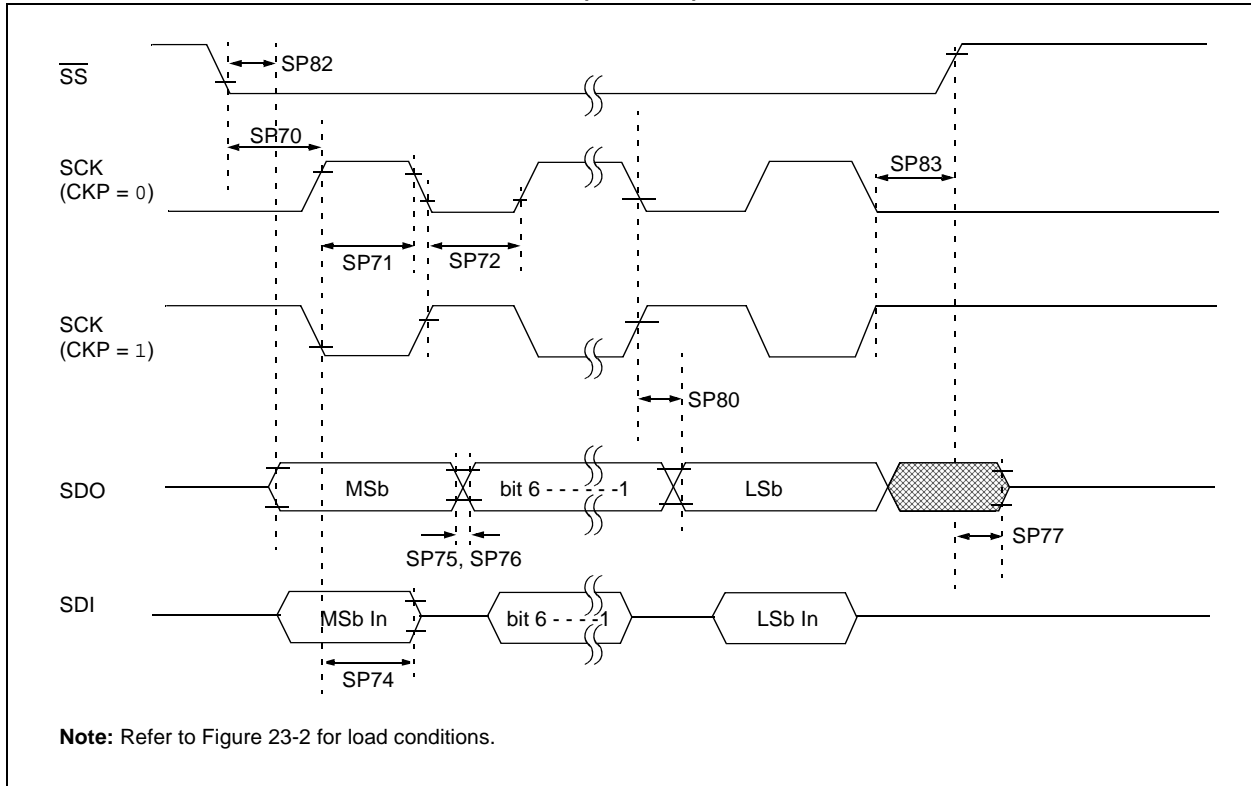 SS
SP82
SP70
SCK
(CKP = 0)
SP83
SP71
SP72
SCK
(CKP = 1)
SP80
SDO
MSb
bit 6 - - - - - -1
LSb
SP75, SP76
SP77
SDI
MSb In
bit 6 - - - -1
LSb In
SP74
Note: Refer to Figure 23-2 for load conditions.